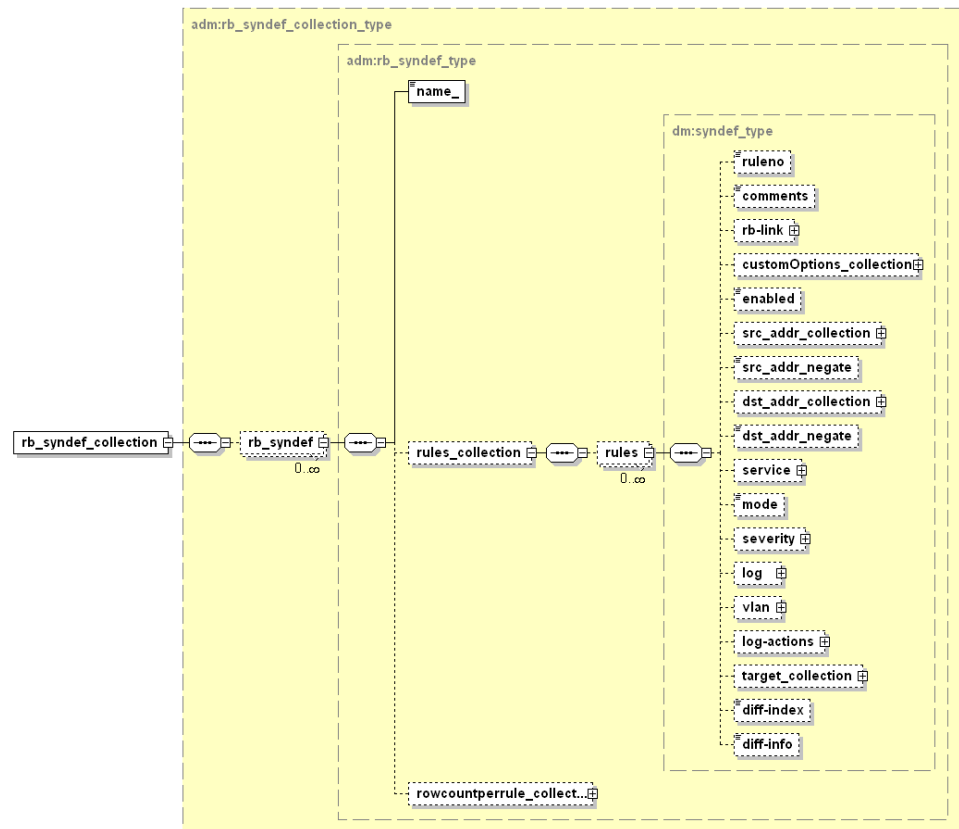 adm:rb_syndef_collection_type
adm:rb_syndef_type
name_
dm:syndef_type
ruleno
comments
rb-link
customOptions_collection
enabled
src_addr_collection
src_addr_negate
dst_addr_collection
dst_addr_negate
rb_syndef_collection
rb_syndef
0..∞
rules_collection
rules
0..∞
service
mode
severity
log
vlan
log-actions
target_collection
diff-index
diff-info
rowcountperrule_collect...